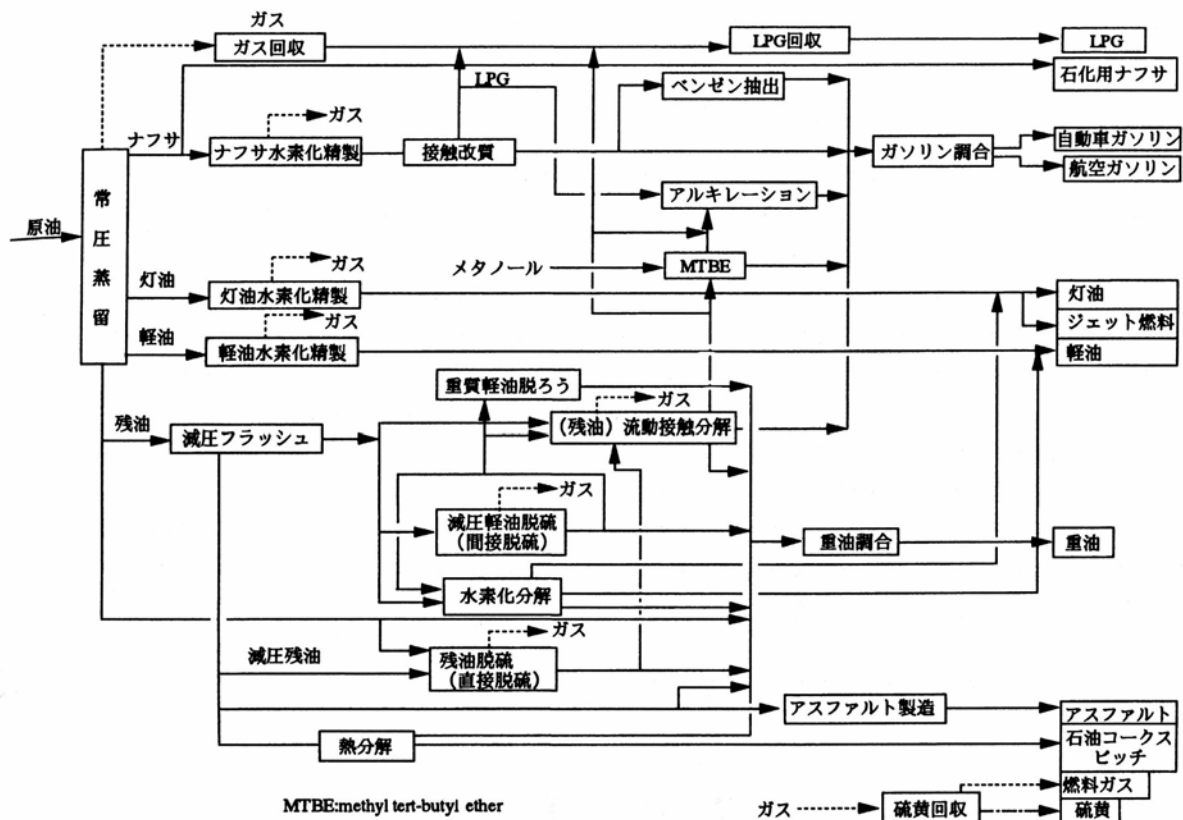 ガス
ガス回収
LPG回収
LPG
石化用ナフサ
LPG
ベンゼン抽出
ガス
ナフサ
ナフサ水素化精製
接触改質
ガソリン調合
自動車ガソリン
航空ガソリン
アルキレーション
常圧蒸留
原油
メタノール
MTBE
ガス
灯油
灯油水素化精製
灯油
ジェット燃料
ガス
軽油
軽油水素化精製
軽油
重質軽油脱ろう
ガス
残油
減圧フラッシュ
(残油)流動接触分解
ガス
減圧軽油脱硫
(間接脱硫)
重油調合
重油
水素化分解
ガス
減圧残油
残油脱硫
(直接脱硫)
アスファルト製造
アスファルト
熱分解
石油コークス
ピッチ
燃料ガス
MTBE:methyl tert-butyl ether
ガス
硫黄回収
硫黄